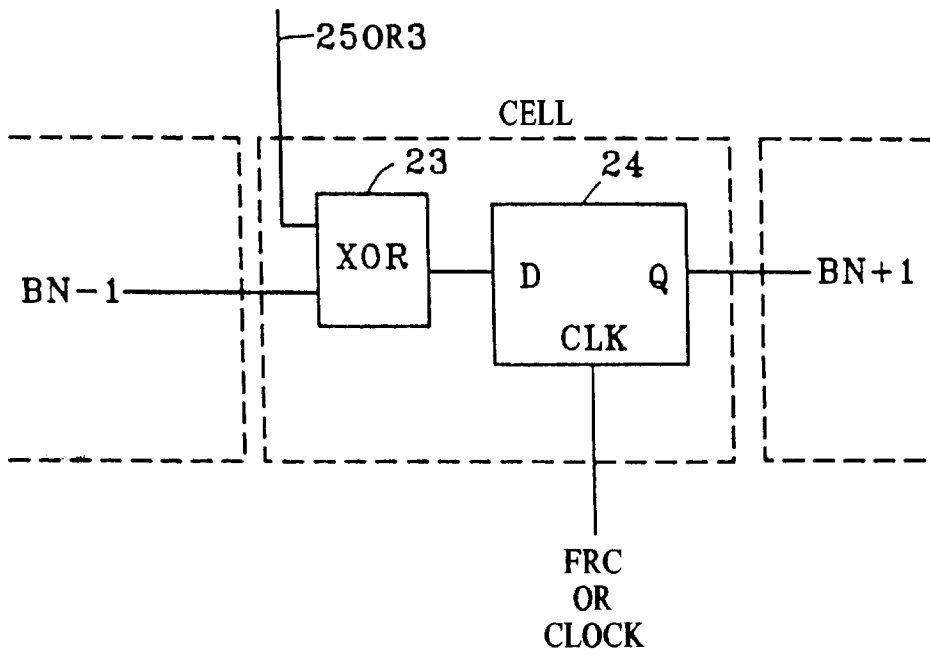 25OR3
CELL
23
24
XOR
BN-1
D
Q
BN+1
CLK
FRC
OR
CLOCK